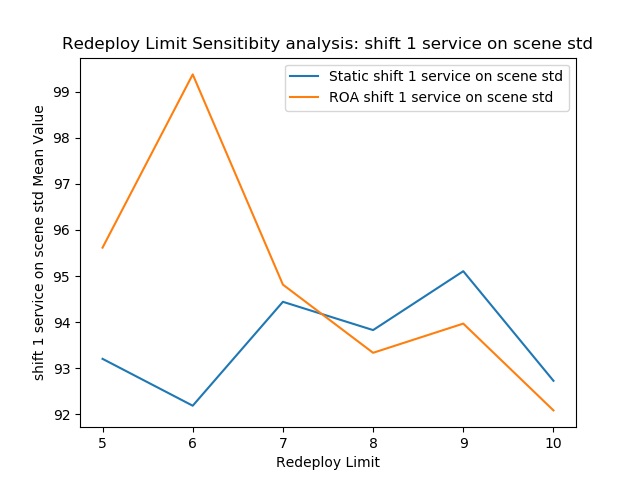 Redeploy Limit Sensitibity analysis: shift 1 service on scene std
Static shift 1 service on scene std
ROA shift 1 service on scene std
shift 1 service on scene std Mean Value
99
98
97
96
95
94
93
92
5 6 7 8 9 10
Redeploy Limit